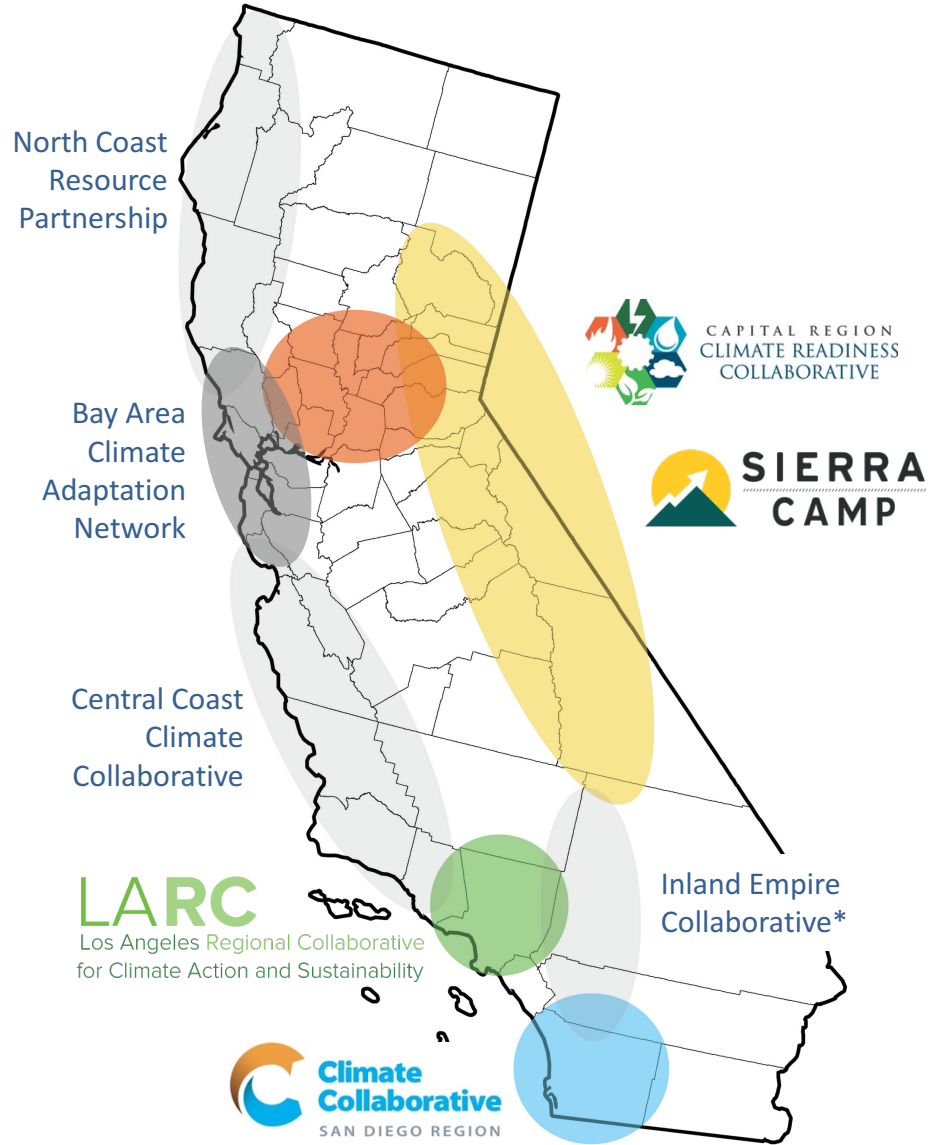 North Coast
Resource
Partnership
CAPITAL REGION
CLIMATE READINESS
COLLABORATIVE
Bay Area
Climate
Adaptation
Network
SIERRA
CAMP
Central Coast
Climate
Collaborative
LARC
Los Angeles Regional Collaborative
for Climate Action and Sustainability
Inland Empire
Collaborative*
Climate
Collaborative
SAN DIEGO REGION